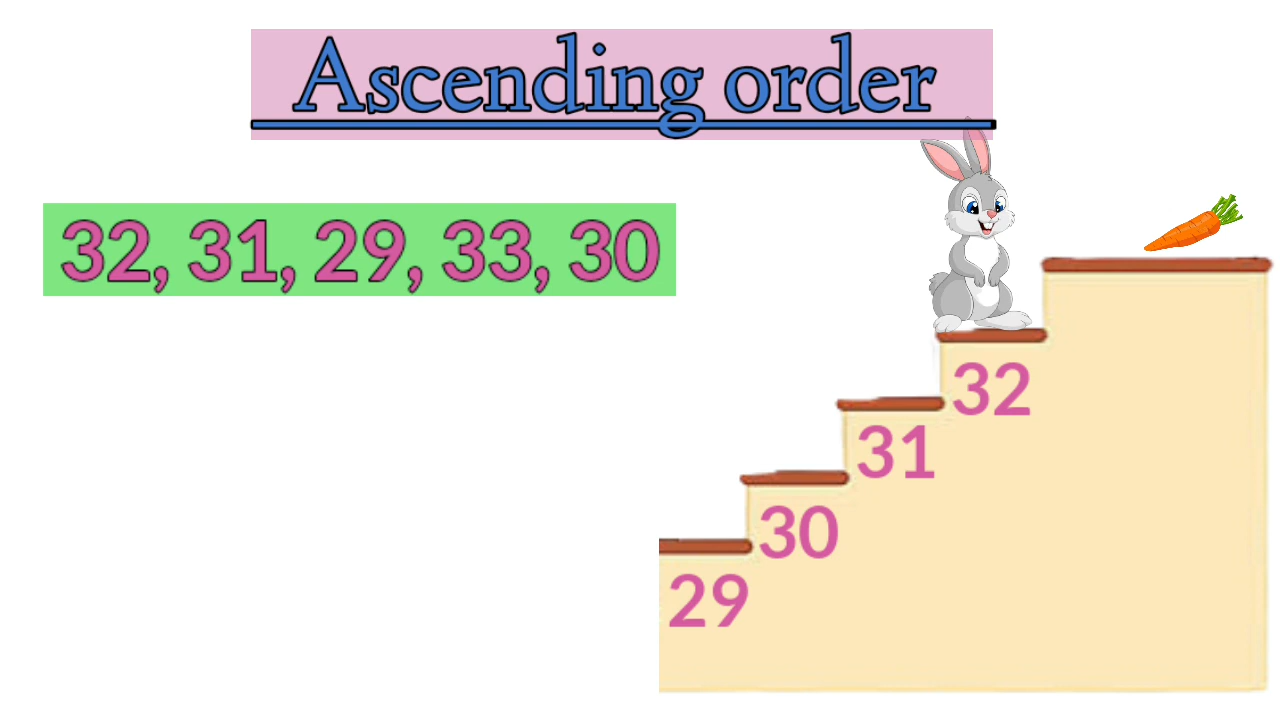 Ascending order
32, 31, 29, 33, 30
32
31
30
29